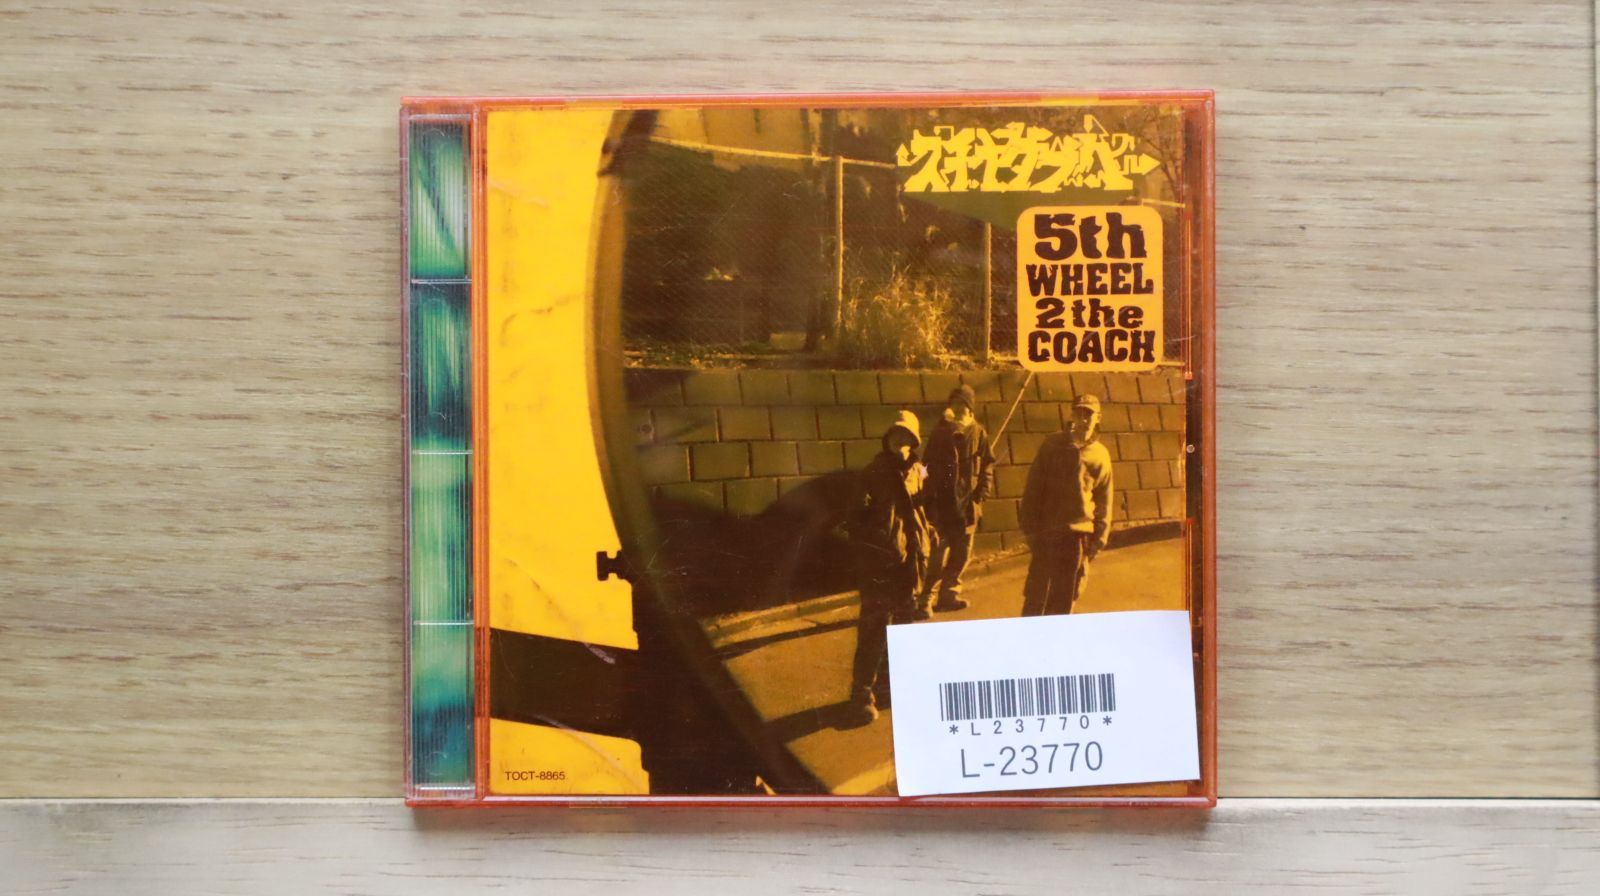 スチャダラパー
5th
WHEEL
2 the
COACH
*L23770*
L-23770
TOCT-8865